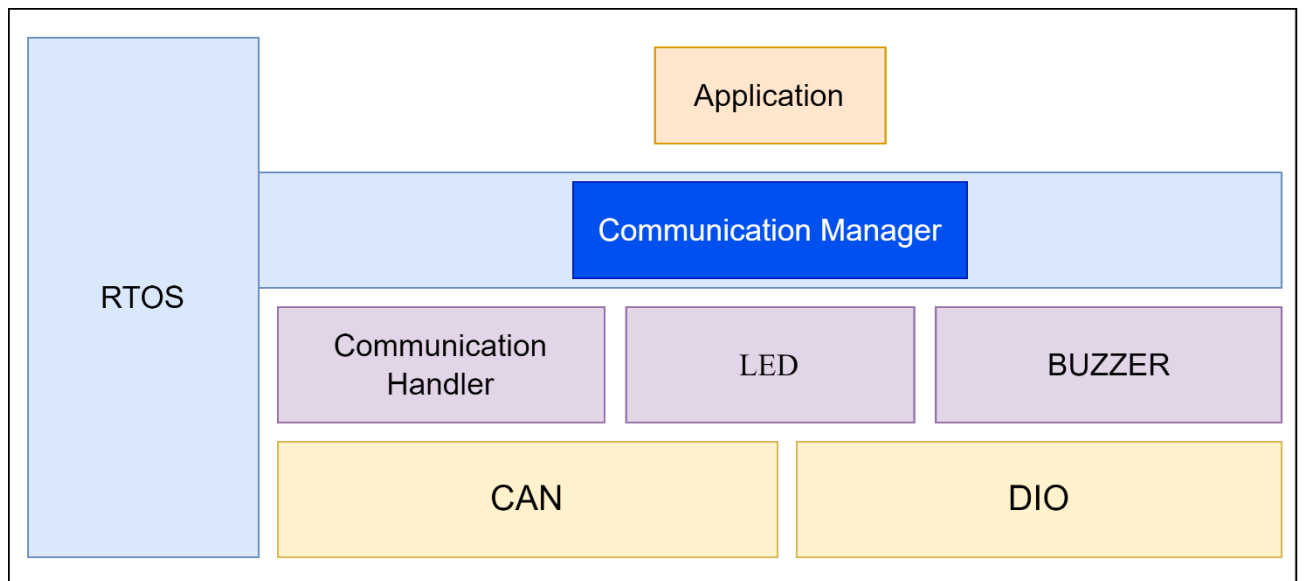 Application
Communication Manager
RTOS
Communication
Handler
LED
BUZZER
CAN
DIO